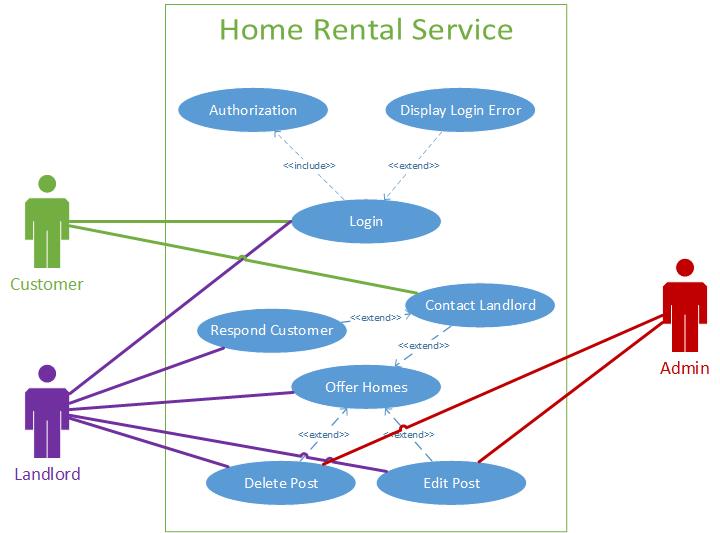 Home Rental Service
Authorization
Display Login Error
<<include>>
<<extend>>
Login
Customer
Contact Landlord
<<extend>>
Respond Customer
<<extend>>
Admin
Offer Homes
<<extend>>
<<extend>>
Landlord
Delete Post
Edit Post